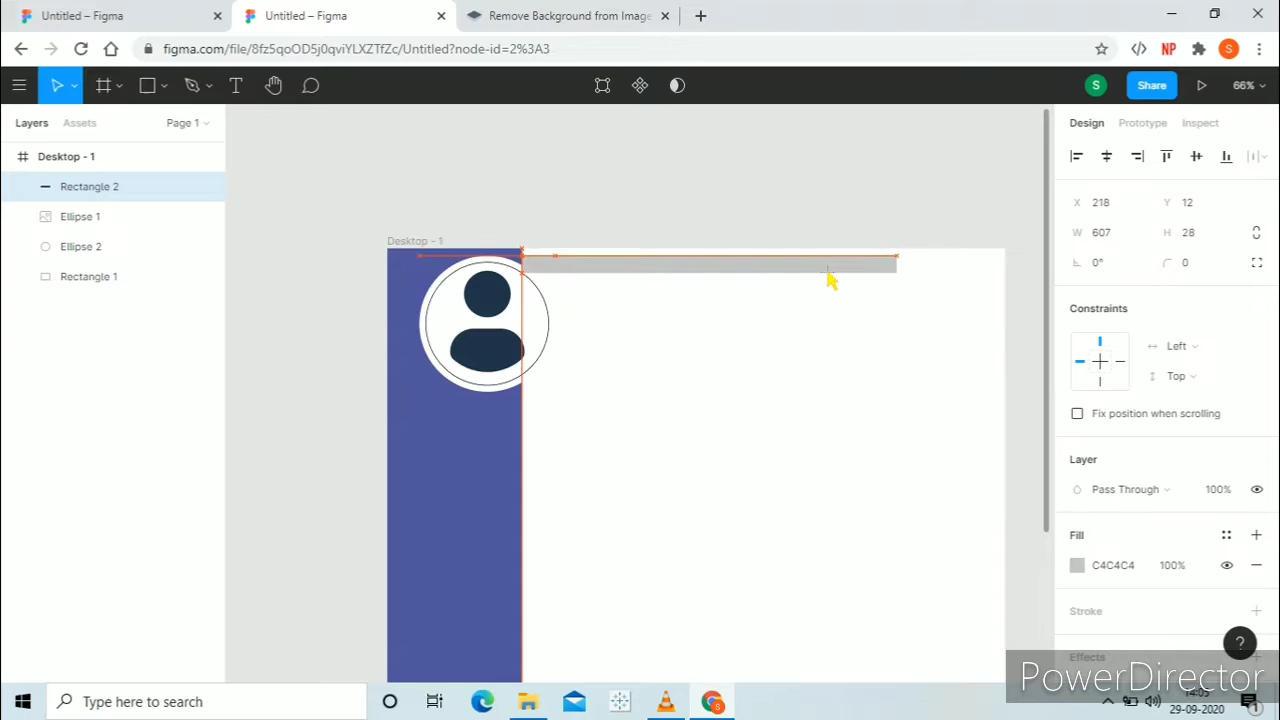 Untitled – Figma
Untitled – Figma
Remove Background from Image
figma.com/file/8fz5qoOD5j0qviYLXZTfZc/Untitled?node-id=2%3A3
NP
S
S
Share
66%
Layers
Assets
Page 1
Desktop - 1
Rectangle 2
Ellipse 1
Ellipse 2
Rectangle 1
Desktop - 1
Design
Prototype
Inspect
X 218 Y 12
W 607 H 28
0° 0
Constraints
Left
Top
Fix position when scrolling
Layer
Pass Through 100%
Fill
C4C4C4 100%
Stroke
?
Effects
PowerDirector
Type here to search
S
14:05
29-09-2020
1